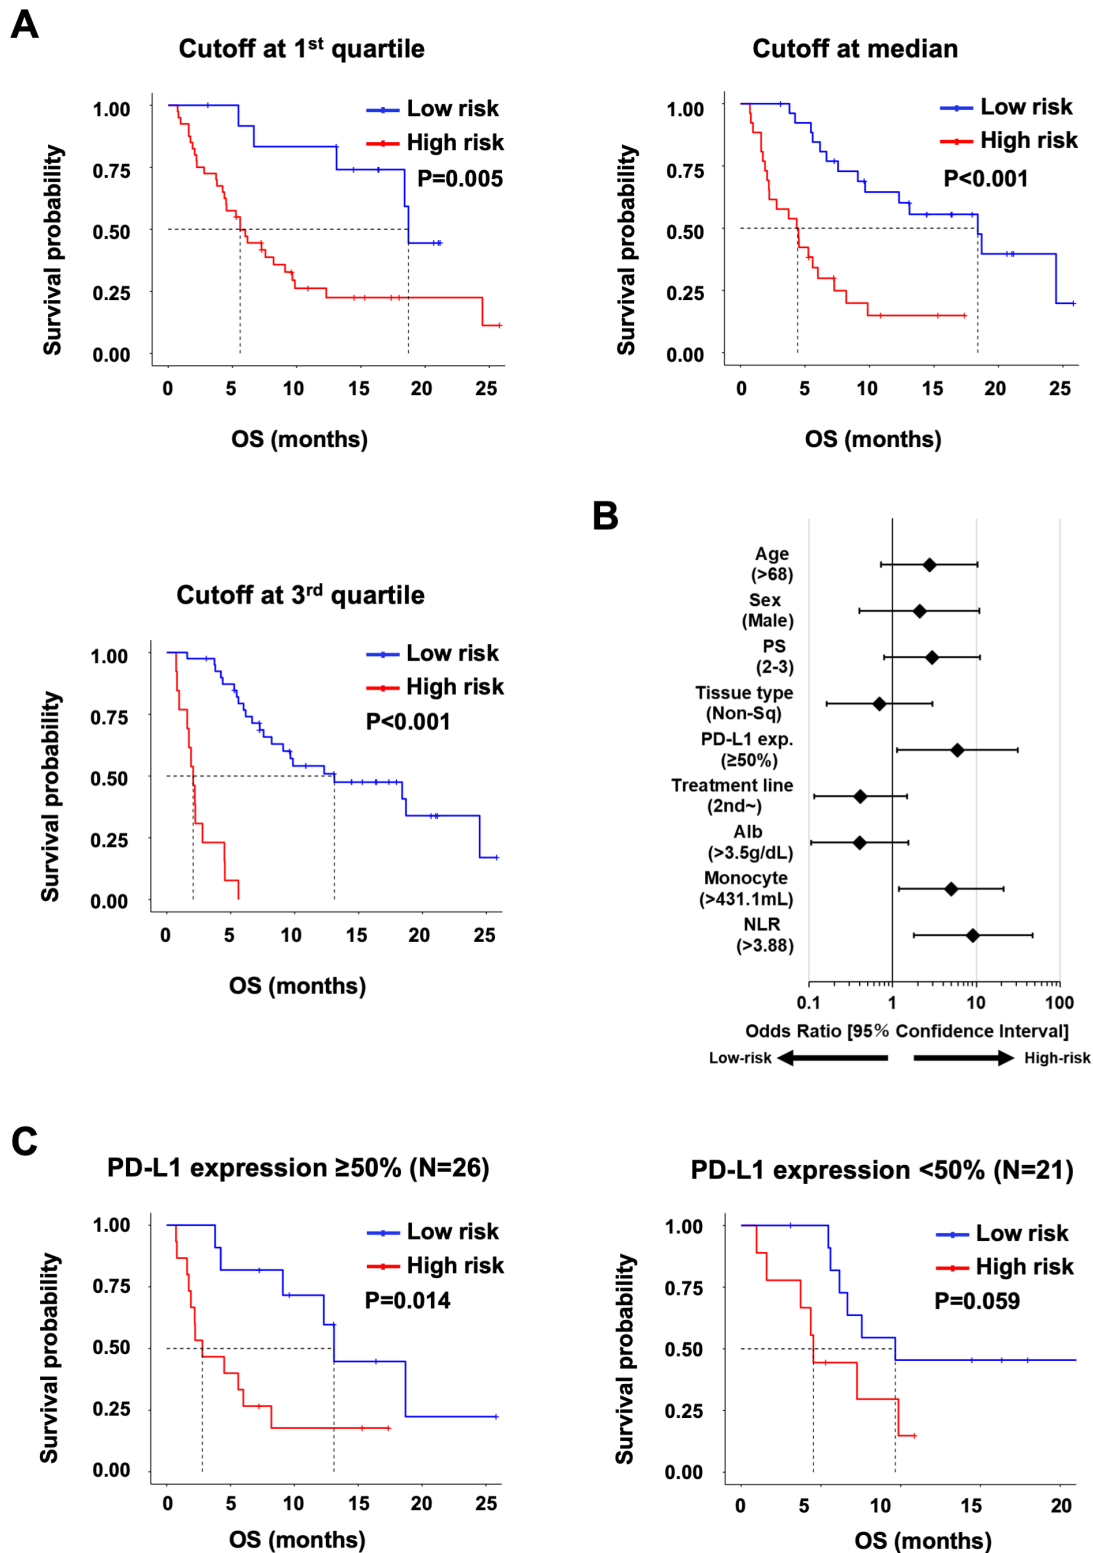 A
Cutoff at 1st quartile
Survival probability
1.00
0.75
0.50
0.25
0.00
Low risk
High risk
P=0.005
0 5 10 15 20 25
OS (months)
Cutoff at median
Survival probability
1.00
0.75
0.50
0.25
0.00
Low risk
High risk
P<0.001
0 5 10 15 20 25
OS (months)
Cutoff at 3rd quartile
Survival probability
1.00
0.75
0.50
0.25
0.00
Low risk
High risk
P<0.001
0 5 10 15 20 25
OS (months)
B
Age
(>68)
Sex
(Male)
PS
(2-3)
Tissue type
(Non-Sq)
PD-L1 exp.
(≥50%)
Treatment line
(2nd~)
Alb
(>3.5g/dL)
Monocyte
(>431.1mL)
NLR
(>3.88)
0.1 1 10 100
Odds Ratio [95% Confidence Interval]
Low-risk High-risk
C
PD-L1 expression ≥50% (N=26)
Survival probability
1.00
0.75
0.50
0.25
0.00
Low risk
High risk
P=0.014
0 5 10 15 20 25
OS (months)
PD-L1 expression <50% (N=21)
Survival probability
1.00
0.75
0.50
0.25
0.00
Low risk
High risk
P=0.059
0 5 10 15 20
OS (months)